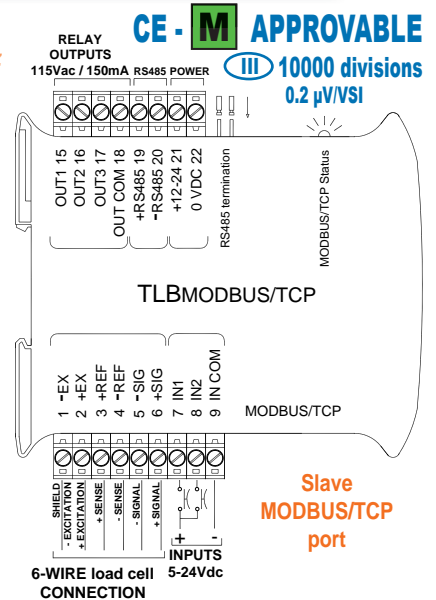 CE - M APPROVABLE
III 10000 divisions
0.2 µV/VSI
RELAY
OUTPUTS
115Vac / 150mA
RS485
POWER
OUT1 15
OUT2 16
OUT3 17
OUT COM 18
+RS485 19
-RS485 20
+12-24 21
0 VDC 22
RS485 termination
MODBUS/TCP Status
TLBMODBUS/TCP
1 -EX
2 +EX
3 +REF
4 -REF
5 -SIG
6 +SIG
7 IN1
8 IN2
9 IN COM
MODBUS/TCP
SHIELD
- EXCITATION
+ EXCITATION
+ SENSE
- SENSE
- SIGNAL
+ SIGNAL
+ -
INPUTS
5-24Vdc
6-WIRE load cell
CONNECTION
Slave
MODBUS/TCP
port